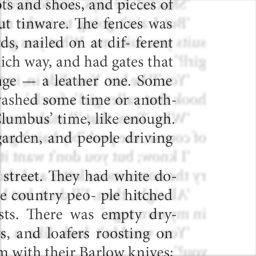 ots and shoes, and pieces of
ut tinware. The fences was
ds, nailed on at dif- ferent
ich way, and had gates that
ge — a leather one. Some
ashed some time or anoth-
Clumbus' time, like enough.
garden, and people driving
street. They had white do-
e country peo- ple hitched
sts. There was empty dry-
s, and loafers roosting on
m with their Barlow knives;